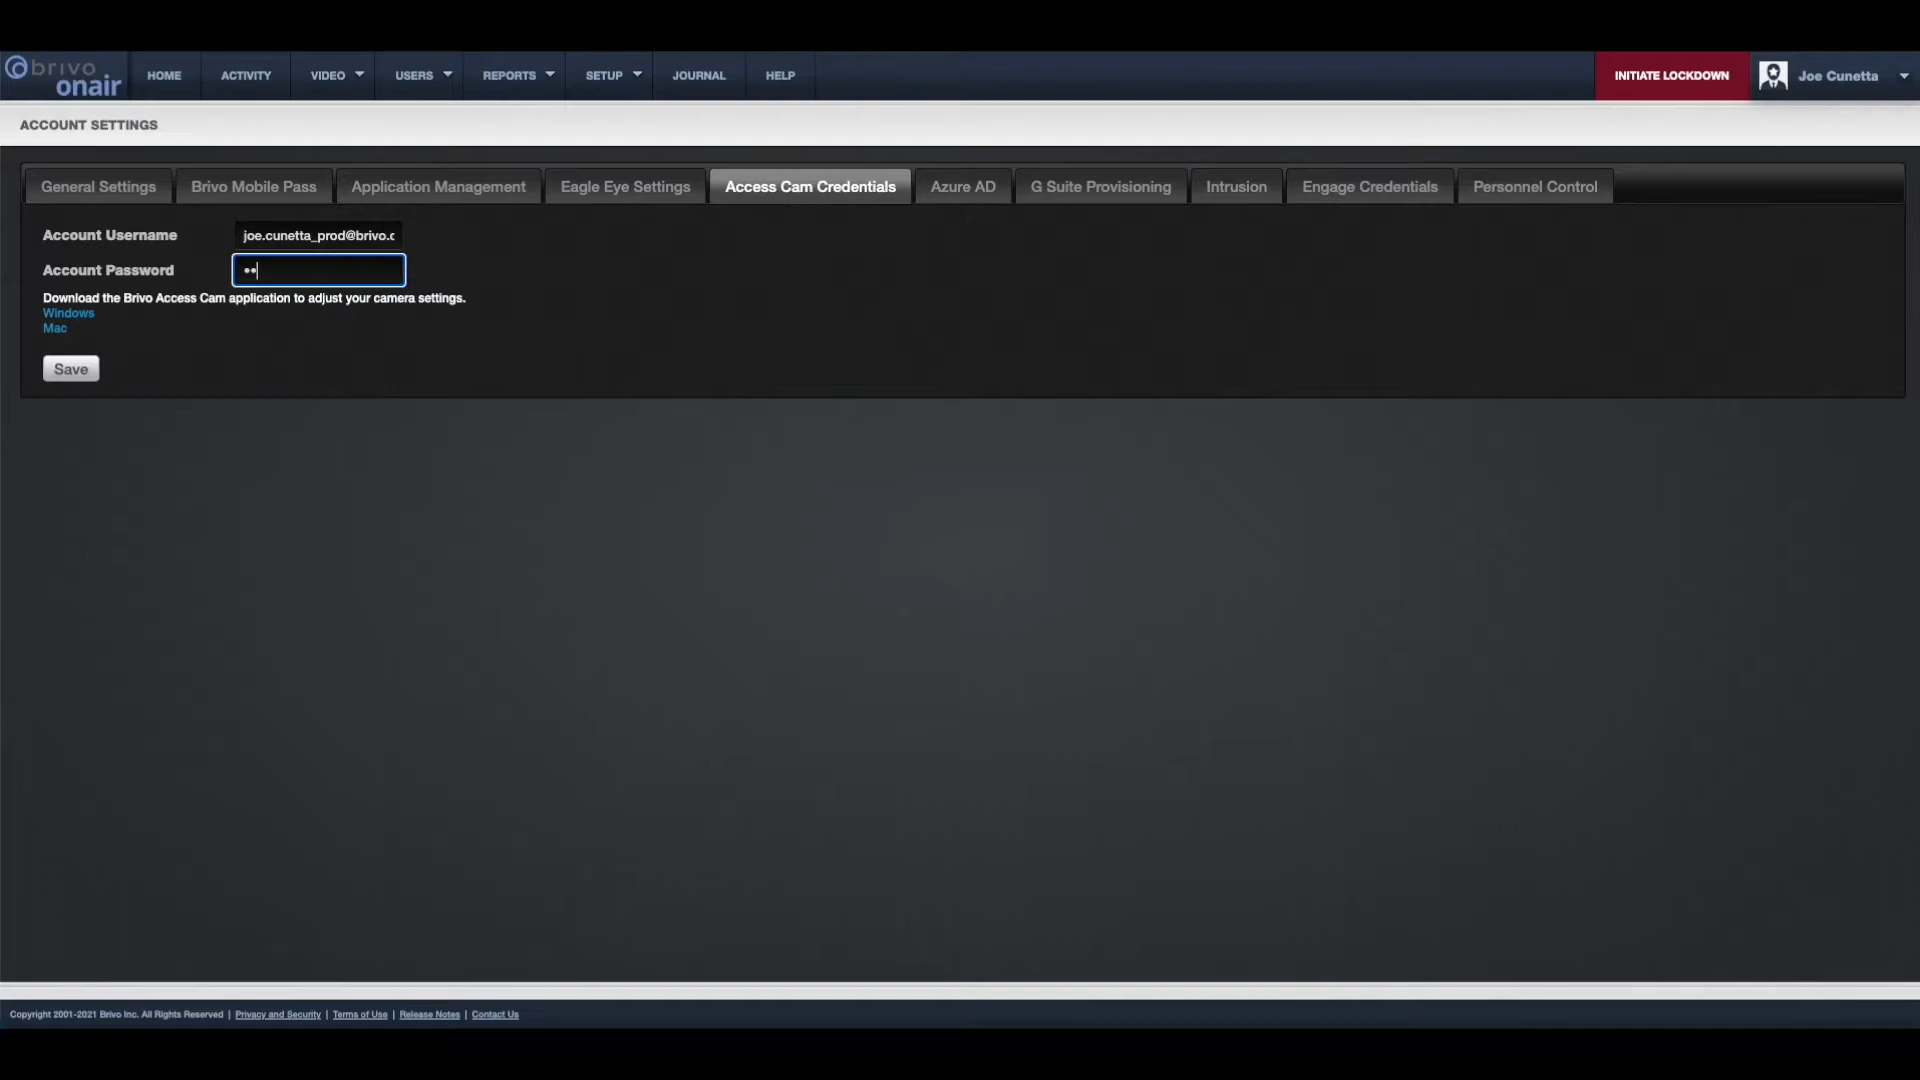 brivo onair
HOME ACTIVITY VIDEO USERS REPORTS SETUP JOURNAL HELP INITIATE LOCKDOWN Joe Cunetta
ACCOUNT SETTINGS
General Settings Brivo Mobile Pass Application Management Eagle Eye Settings Access Cam Credentials Azure AD G Suite Provisioning Intrusion Engage Credentials Personnel Control
Account Username joe.cunetta_prod@brivo.c
Account Password ••
Download the Brivo Access Cam application to adjust your camera settings.
Windows
Mac
Save
Copyright 2001-2021 Brivo Inc. All Rights Reserved | Privacy and Security | Terms of Use | Release Notes | Contact Us